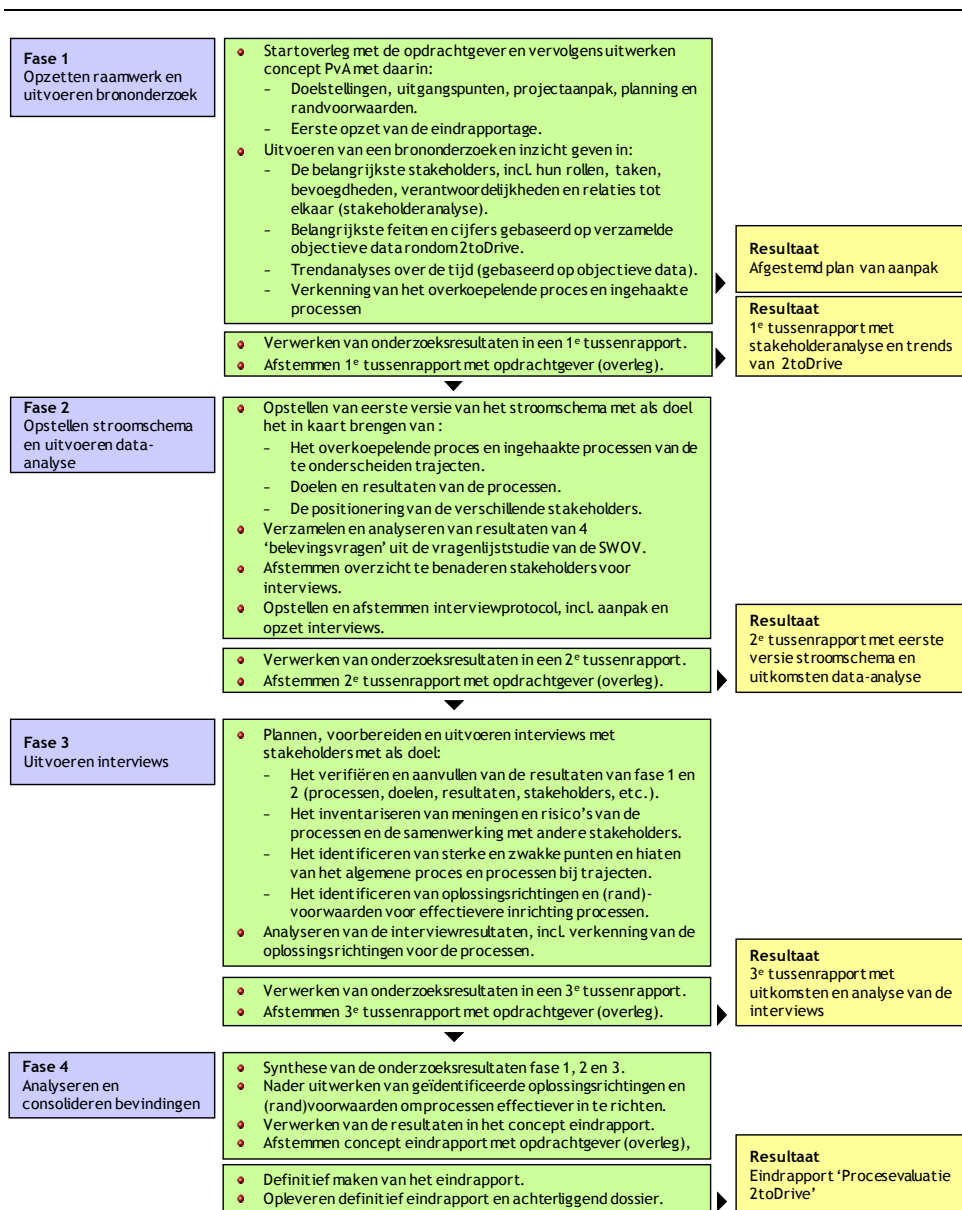 Fase 1
Opzetten raamwerk en
uitvoeren brononderzoek
Startoverleg met de opdrachtgever en vervolgens uitwerken
concept PvA met daarin:
– Doelstellingen, uitgangspunten, projectaanpak, planning en
randvoorwaarden.
– Eerste opzet van de eindrapportage.
Uitvoeren van een brononderzoek en inzicht geven in:
– De belangrijkste stakeholders, incl. hun rollen, taken,
bevoegdheden, verantwoordelijkheden en relaties tot
elkaar (stakeholderanalyse).
– Belangrijkste feiten en cijfers gebaseerd op verzamelde
objectieve data rondom 2toDrive.
– Trendanalyses over de tijd (gebaseerd op objectieve data).
– Verkenning van het overkoepelende proces en ingehaakte
processen
Resultaat
Afgestemd plan van aanpak
Verwerken van onderzoeksresultaten in een 1e tussenrapport.
Afstemmen 1e tussenrapport met opdrachtgever (overleg).
Resultaat
1e tussenrapport met
stakeholderanalyse en trends
van 2toDrive
Fase 2
Opstellen stroomschema
en uitvoeren data-
analyse
Opstellen van eerste versie van het stroomschema met als doel
het in kaart brengen van :
– Het overkoepelende proces en ingehaakte processen van de
te onderscheiden trajecten.
– Doelen en resultaten van de processen.
– De positionering van de verschillende stakeholders.
Verzamelen en analyseren van resultaten van 4
‘belevingsvragen’ uit de vragenlijststudie van de SWOV.
Afstemmen overzicht te benaderen stakeholders voor
interviews.
Opstellen en afstemmen interviewprotocol, incl. aanpak en
opzet interviews.
Verwerken van onderzoeksresultaten in een 2e tussenrapport.
Afstemmen 2e tussenrapport met opdrachtgever (overleg).
Resultaat
2e tussenrapport met eerste
versie stroomschema en
uitkomsten data-analyse
Fase 3
Uitvoeren interviews
Plannen, voorbereiden en uitvoeren interviews met
stakeholders met als doel:
– Het verifiëren en aanvullen van de resultaten van fase 1 en
2 (processen, doelen, resultaten, stakeholders, etc.).
– Het inventariseren van meningen en risico’s van de
processen en de samenwerking met andere stakeholders.
– Het identificeren van sterke en zwakke punten en hiaten
van het algemene proces en processen bij trajecten.
– Het identificeren van oplossingsrichtingen en (rand)-
voorwaarden voor effectievere inrichting processen.
Analyseren van de interviewresultaten, incl. verkenning van de
oplossingsrichtingen voor de processen.
Verwerken van onderzoeksresultaten in een 3e tussenrapport.
Afstemmen 3e tussenrapport met opdrachtgever (overleg).
Resultaat
3e tussenrapport met
uitkomsten en analyse van de
interviews
Fase 4
Analyseren en
consolideren bevindingen
Synthese van de onderzoeksresultaten fase 1, 2 en 3.
Nader uitwerken van geïdentificeerde oplossingsrichtingen en
(rand)voorwaarden om processen effectiever in te richten.
Verwerken van de resultaten in het concept eindrapport.
Afstemmen concept eindrapport met opdrachtgever (overleg),
Definitief maken van het eindrapport.
Opleveren definitief eindrapport en achterliggend dossier.
Resultaat
Eindrapport ‘Procesevaluatie
2toDrive’